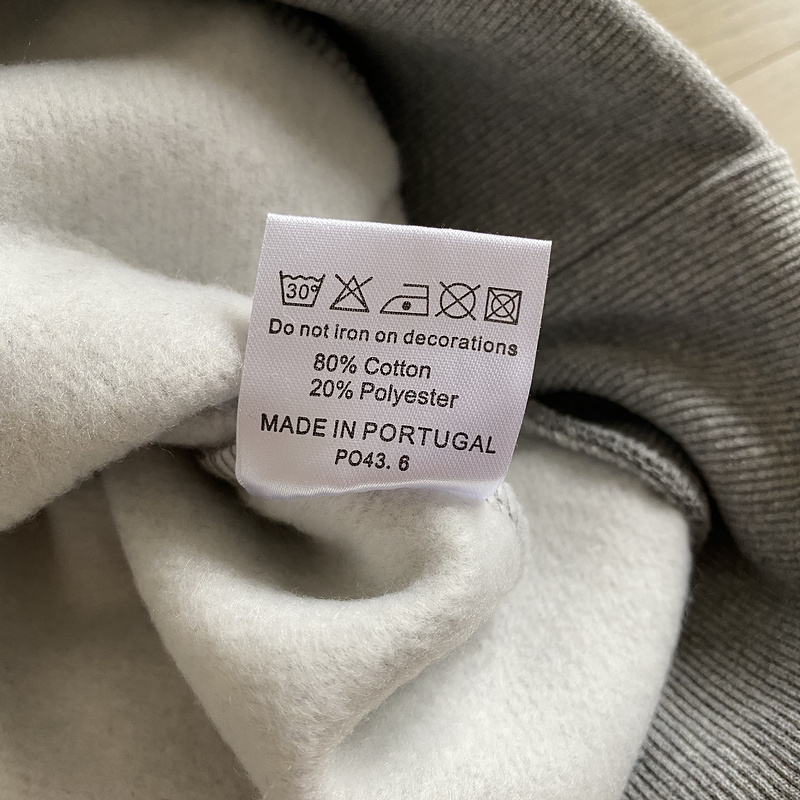 30°
Do not iron on decorations
80% Cotton
20% Polyester
MADE IN PORTUGAL
PO43. 6